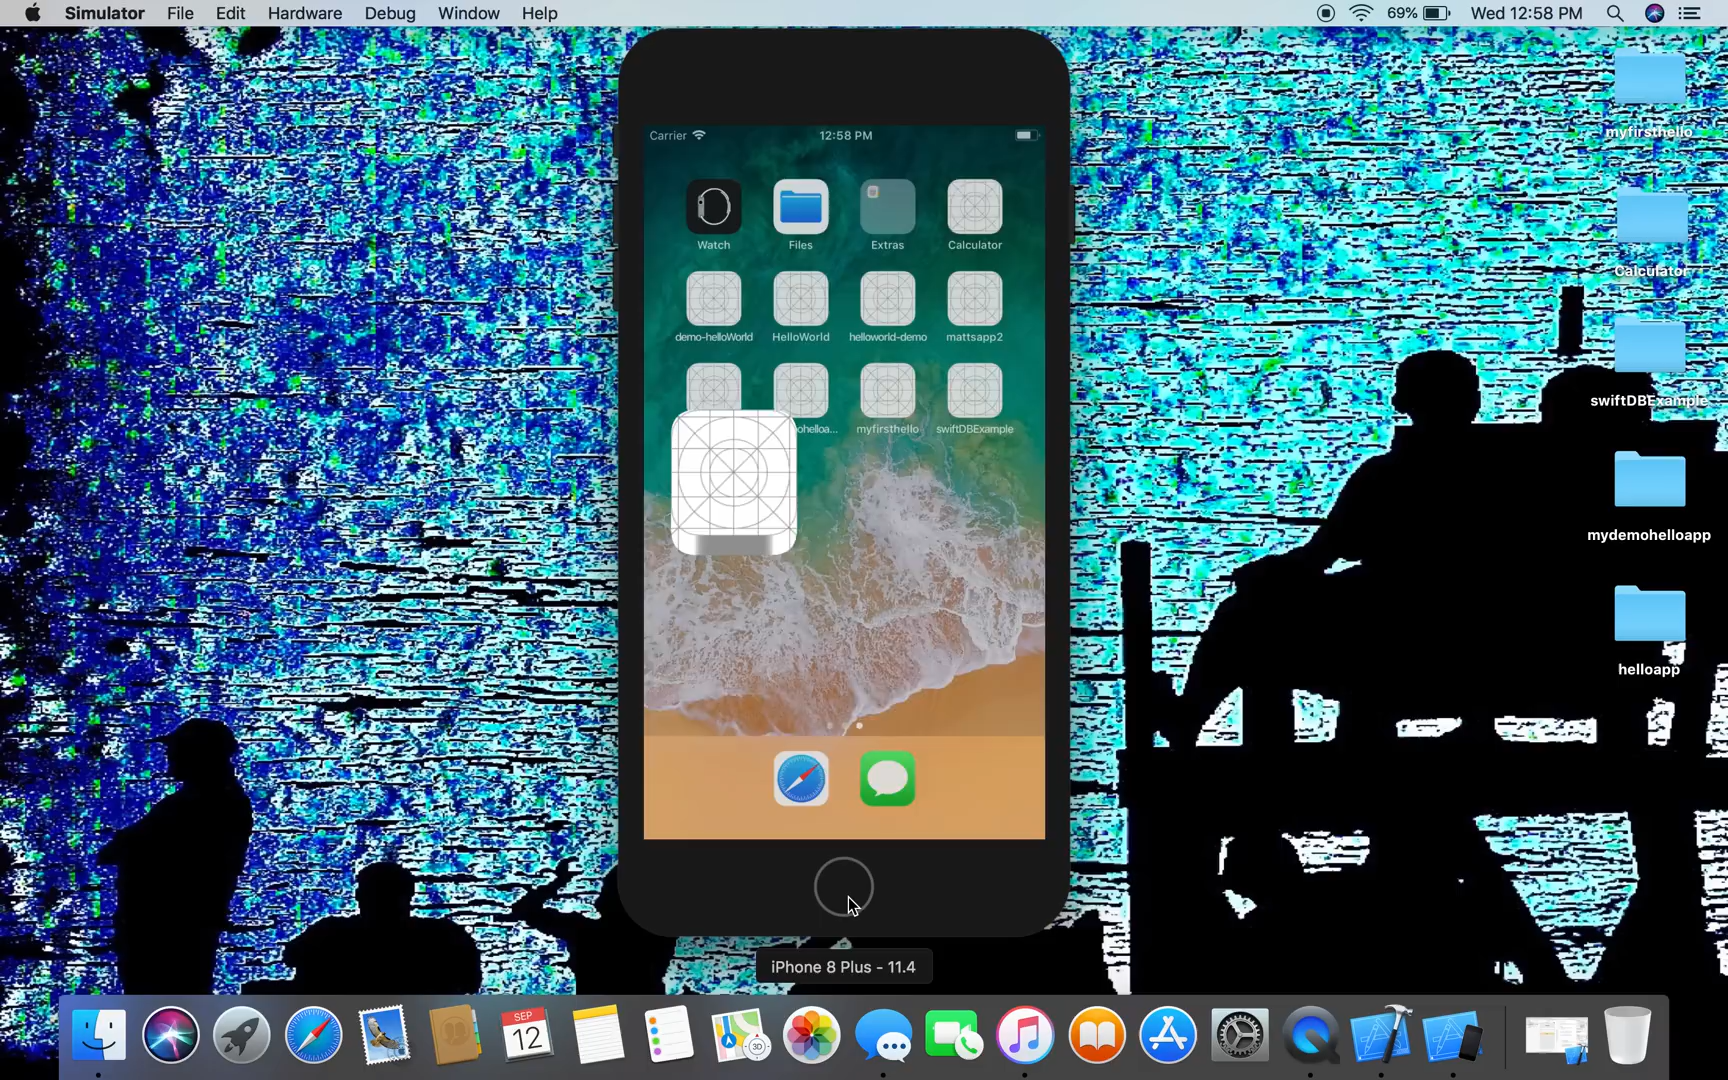 Simulator File Edit Hardware Debug Window Help 69% Wed 12:58 PM
Carrier 12:58 PM
Watch Files Extras Calculator
demo-helloWorld HelloWorld helloworld-demo mattsapp2
ohelloa... myfirsthello swiftDBExample
myfirsthello
Calculator
swiftDBExample
mydemohelloapp
helloapp
iPhone 8 Plus - 11.4
SEP
12
3D